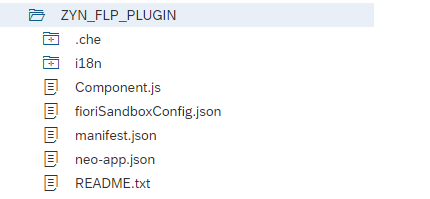 ZYN_FLP_PLUGIN
.che
i18n
Component.js
fioriSandboxConfig.json
manifest.json
neo-app.json
README.txt